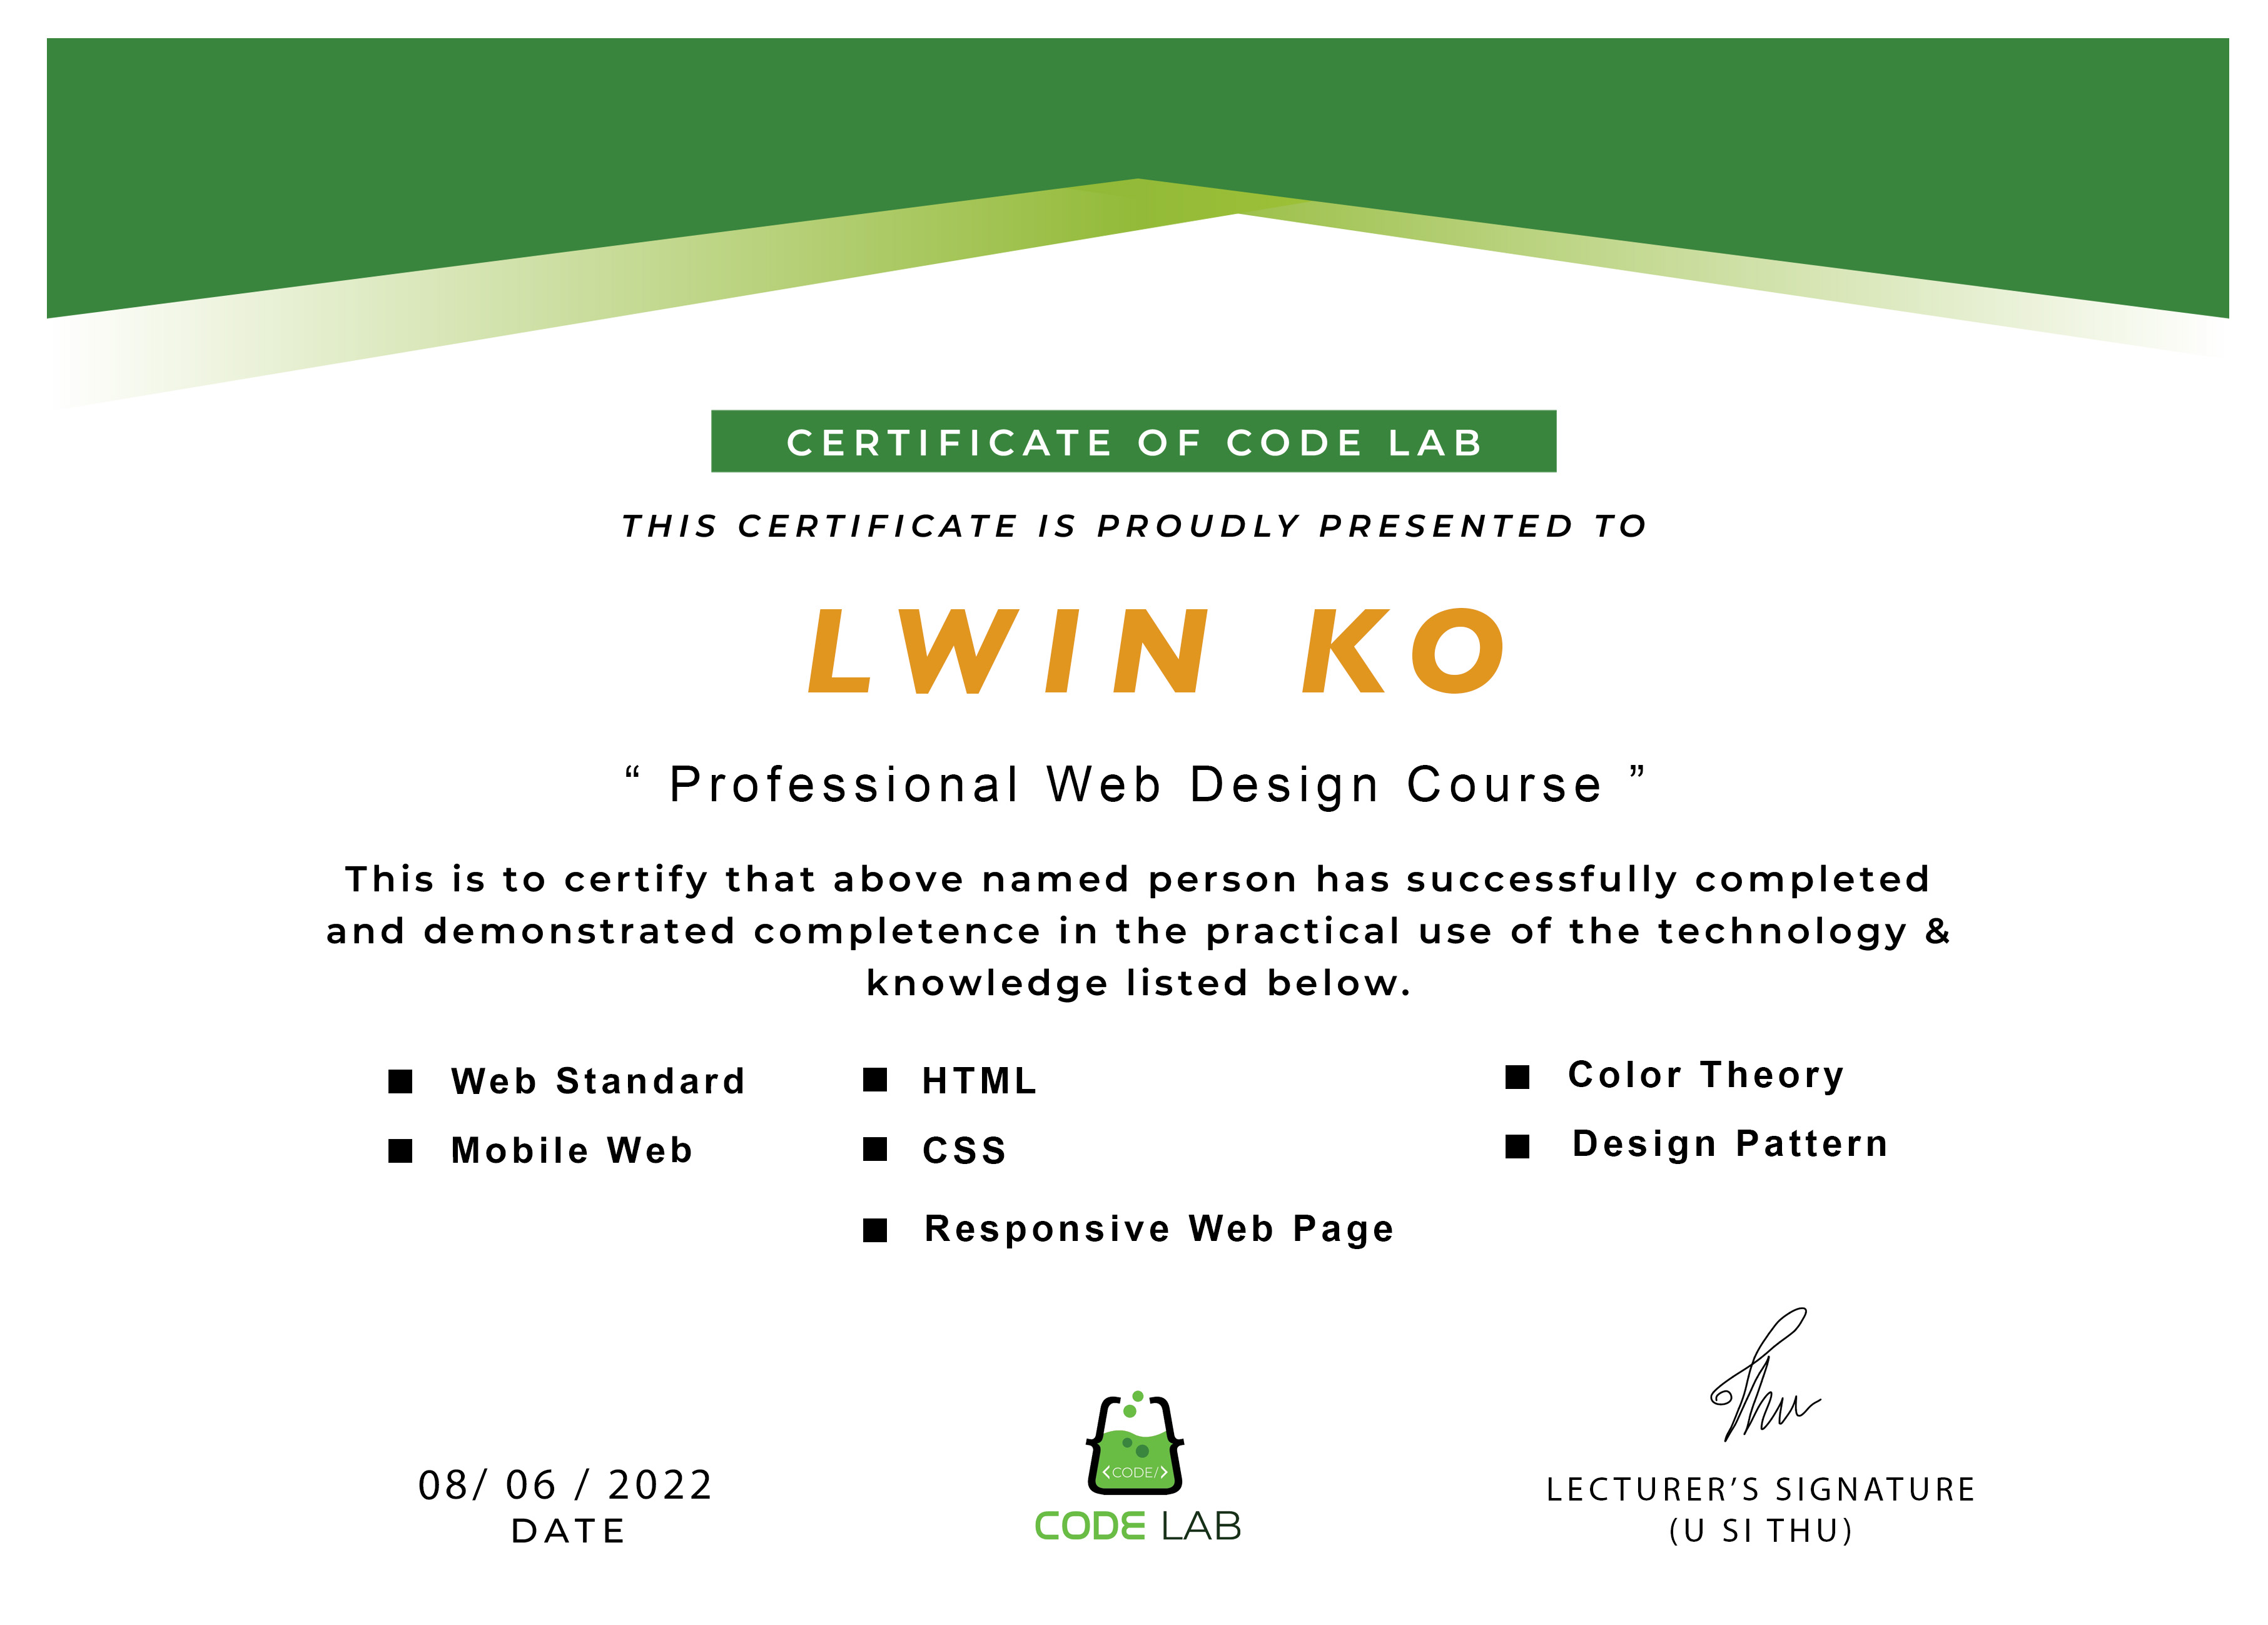 CERTIFICATE OF CODE LAB
THIS CERTIFICATE IS PROUDLY PRESENTED TO
LWIN KO
“ Professional Web Design Course ”
This is to certify that above named person has successfully completed
and demonstrated completence in the practical use of the technology &
knowledge listed below.
■ Web Standard
■ Mobile Web
■ HTML
■ CSS
■ Responsive Web Page
■ Color Theory
■ Design Pattern
08/ 06 / 2022
DATE
<CODE/>
CODE LAB
Thu
LECTURER’S SIGNATURE
(U SI THU)